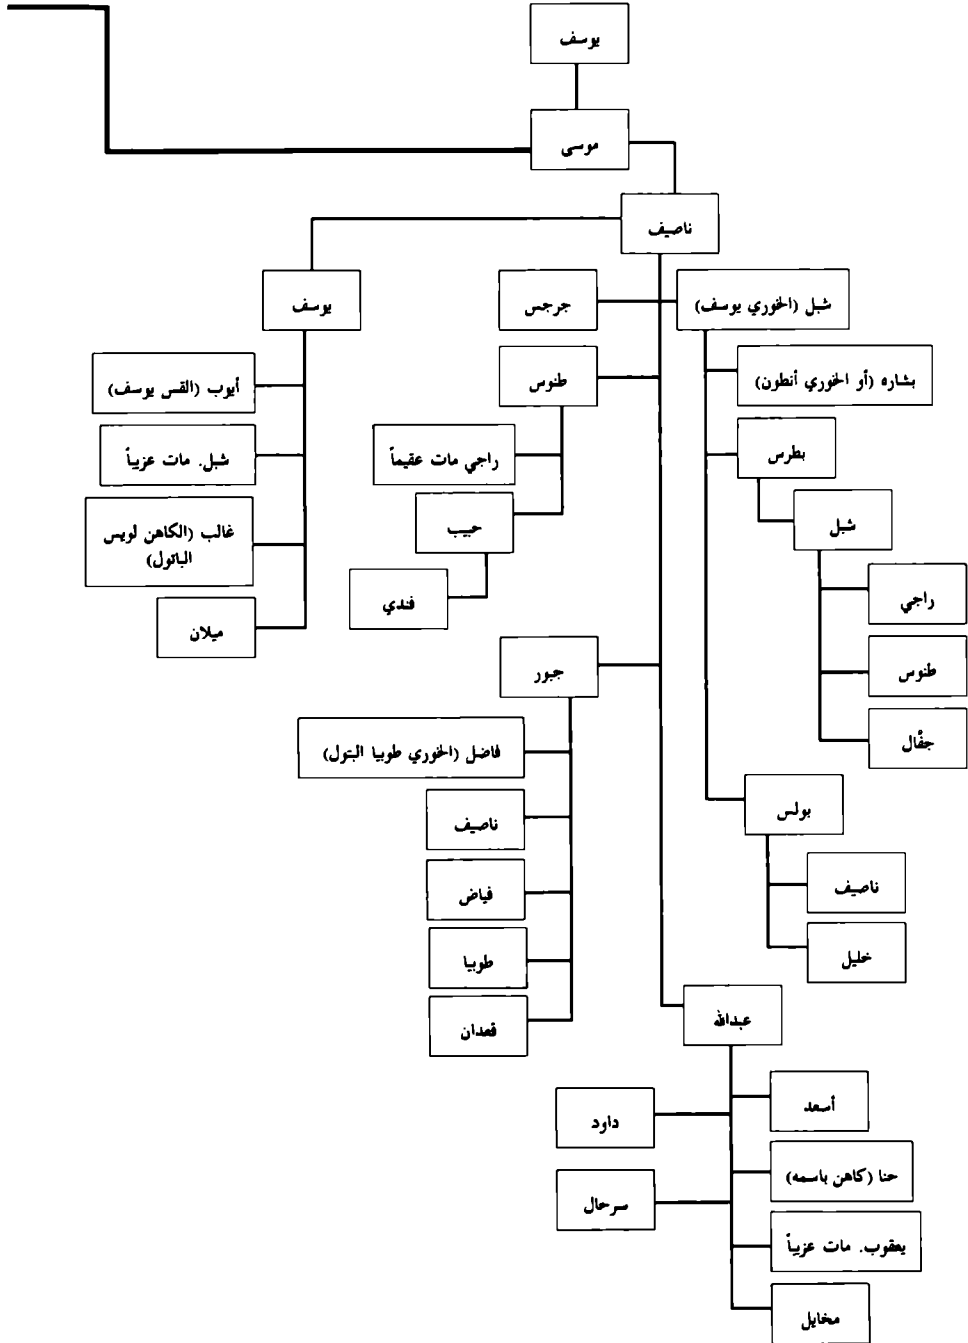 يوسف
موسى
ناصيف
يوسف
شبل (الخوري يوسف)
جرجس
بشاره (أو الخوري أنطون)
طنوس
أيوب (القس يوسف)
بطرس
راجي مات عقيماً
شبل. مات عزيباً
شبل
حبيب
غالب (الكاهن لويس
الباتول)
راجي
فندي
ميلان
طنوس
جبور
جفّال
فاضل (الخوري طوبيا البتول)
بولس
ناصيف
ناصيف
فياض
خليل
طوبيا
عبدالله
قعدان
أسعد
داود
حنا (كاهن باسمه)
سرحال
يعقوب. مات عزيباً
مخايل